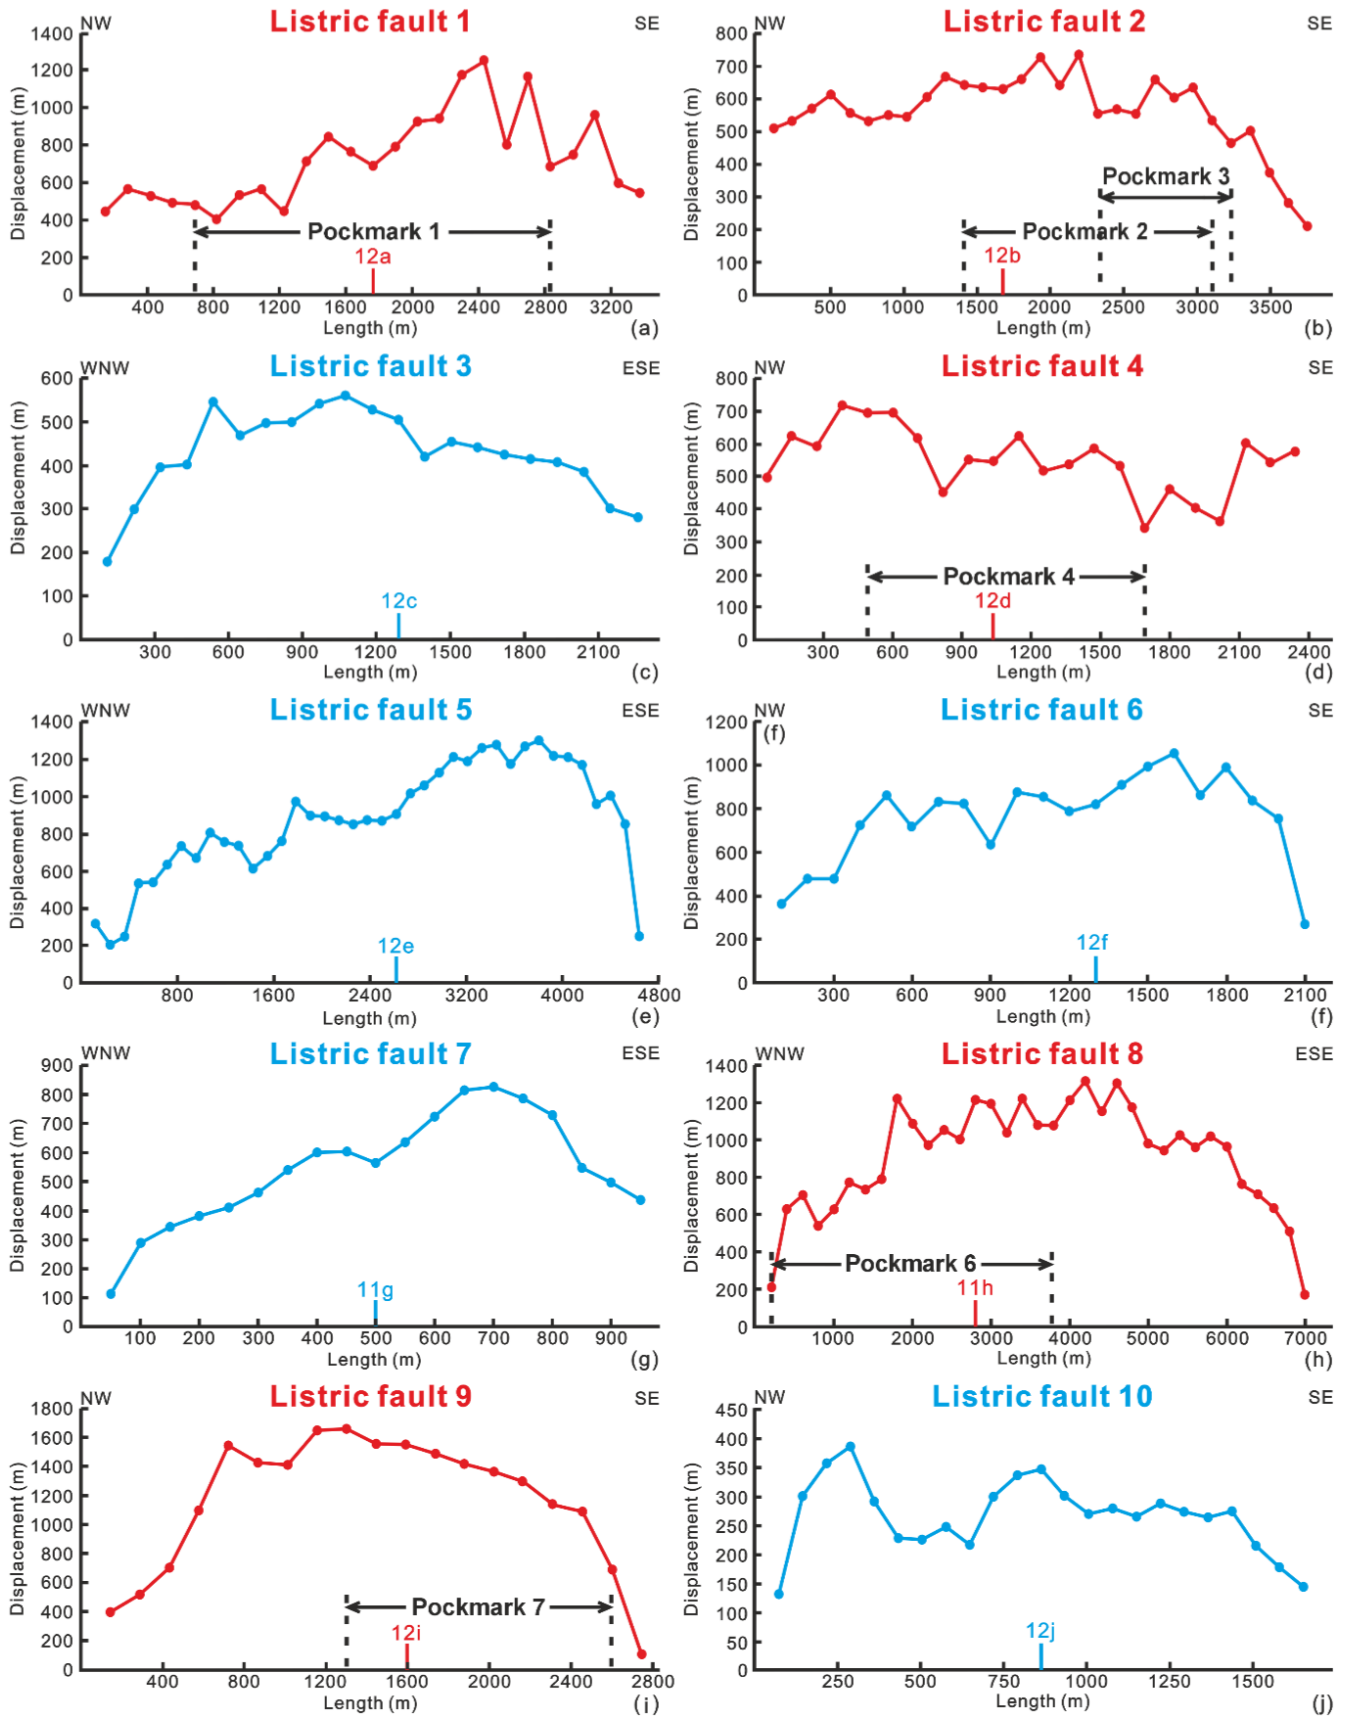 NW Listric fault 1 SE
Displacement (m)
1400
1200
1000
800
600
400
200
0
Pockmark 1
12a
400 800 1200 1600 2000 2400 2800 3200
Length (m)
(a)
NW Listric fault 2 SE
Displacement (m)
800
700
600
500
400
300
200
100
0
Pockmark 3
Pockmark 2
12b
500 1000 1500 2000 2500 3000 3500
Length (m)
(b)
WNW Listric fault 3 ESE
Displacement (m)
600
500
400
300
200
100
0
12c
300 600 900 1200 1500 1800 2100
Length (m)
(c)
NW Listric fault 4 SE
Displacement (m)
800
700
600
500
400
300
200
100
0
Pockmark 4
12d
300 600 900 1200 1500 1800 2100 2400
Length (m)
(d)
WNW Listric fault 5 ESE
Displacement (m)
1400
1200
1000
800
600
400
200
0
12e
800 1600 2400 3200 4000 4800
Length (m)
(e)
NW Listric fault 6 SE
(f)
Displacement (m)
1200
1000
800
600
400
200
0
12f
300 600 900 1200 1500 1800 2100
Length (m)
(f)
WNW Listric fault 7 ESE
Displacement (m)
900
800
700
600
500
400
300
200
100
0
11g
100 200 300 400 500 600 700 800 900
Length (m)
(g)
WNW Listric fault 8 ESE
Displacement (m)
1400
1200
1000
800
600
400
200
0
Pockmark 6
11h
1000 2000 3000 4000 5000 6000 7000
Length (m)
(h)
NW Listric fault 9 SE
Displacement (m)
1800
1600
1400
1200
1000
800
600
400
200
0
Pockmark 7
12i
400 800 1200 1600 2000 2400 2800
Length (m)
(i)
NW Listric fault 10 SE
Displacement (m)
450
400
350
300
250
200
150
100
50
0
12j
250 500 750 1000 1250 1500
Length (m)
(j)